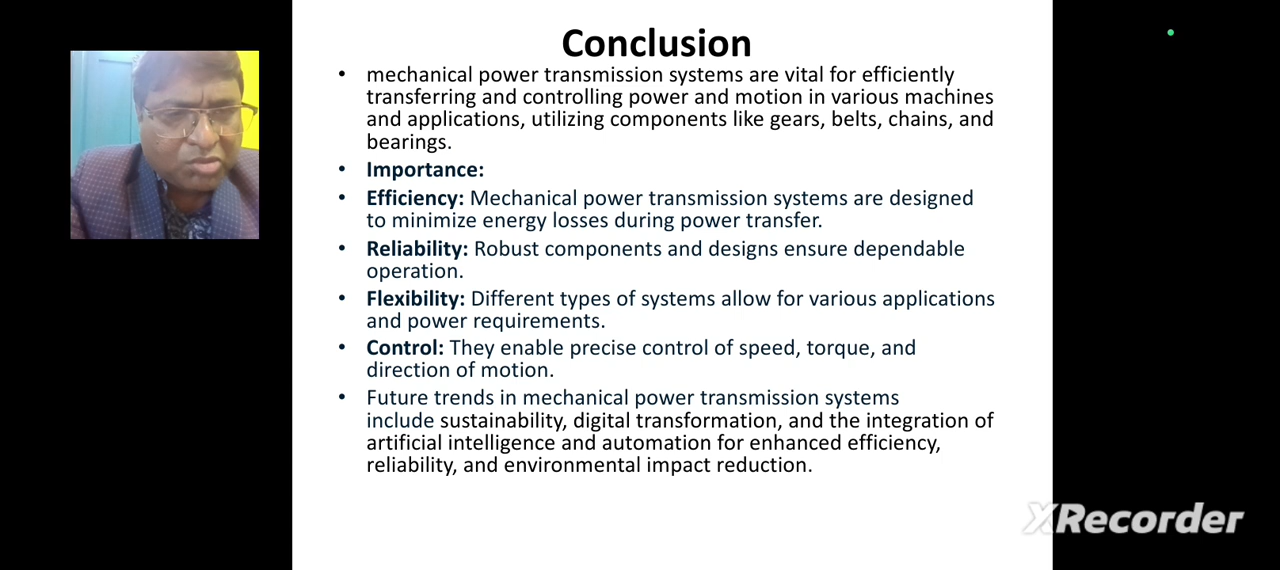 Conclusion
• mechanical power transmission systems are vital for efficiently
transferring and controlling power and motion in various machines
and applications, utilizing components like gears, belts, chains, and
bearings.
• Importance:
• Efficiency: Mechanical power transmission systems are designed
to minimize energy losses during power transfer.
• Reliability: Robust components and designs ensure dependable
operation.
• Flexibility: Different types of systems allow for various applications
and power requirements.
• Control: They enable precise control of speed, torque, and
direction of motion.
• Future trends in mechanical power transmission systems
include sustainability, digital transformation, and the integration of
artificial intelligence and automation for enhanced efficiency,
reliability, and environmental impact reduction.
XRecorder